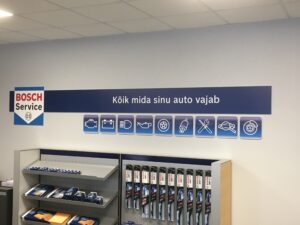 BOSCH
Service
Kõik mida sinu auto vajab